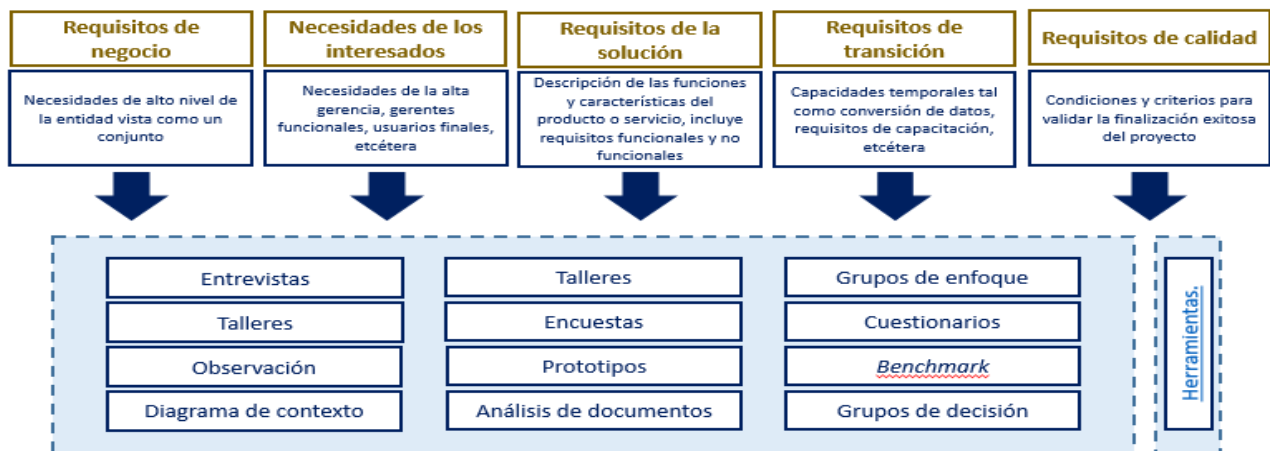 Requisitos de
negocio
Necesidades de alto nivel de
la entidad vista como un
conjunto
Necesidades de los
interesados
Necesidades de la alta
gerencia, gerentes
funcionales, usuarios finales,
etcétera
Requisitos de la
solución
Descripción de las funciones
y características del
producto o servicio, incluye
requisitos funcionales y no
funcionales
Requisitos de
transición
Capacidades temporales tal
como conversión de datos,
requisitos de capacitación,
etcétera
Requisitos de calidad
Condiciones y criterios para
validar la finalización exitosa
del proyecto
Entrevistas
Talleres
Observación
Diagrama de contexto
Talleres
Encuestas
Prototipos
Análisis de documentos
Grupos de enfoque
Cuestionarios
Benchmark
Grupos de decisión
Herramientas.